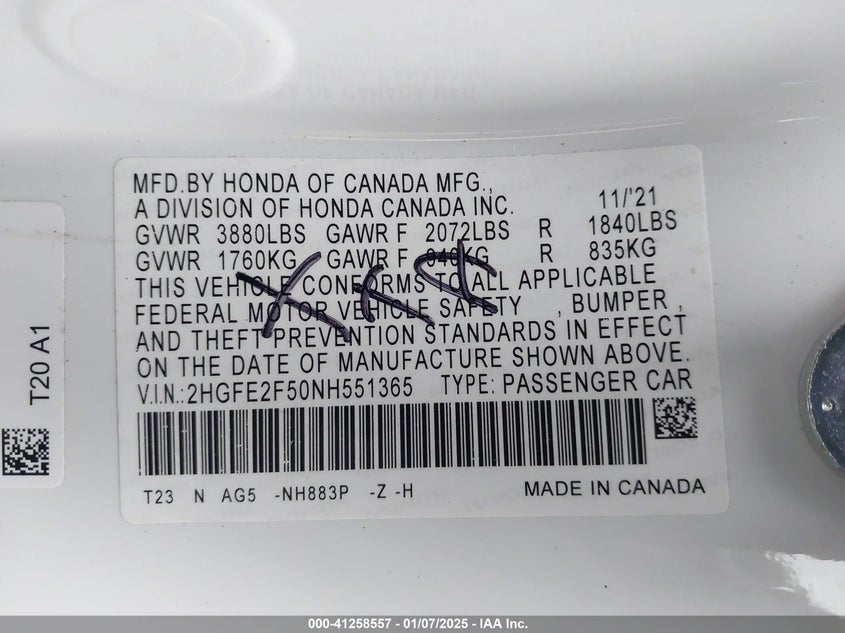 MFD.BY HONDA OF CANADA MFG.,
A DIVISION OF HONDA CANADA INC. 11/'21
GVWR 3880LBS GAWR F 2072LBS R 1840LBS
GVWR 1760KG GAWR F 940KG R 835KG
THIS VEHICLE CONFORMS TO ALL APPLICABLE
FEDERAL MOTOR VEHICLE SAFETY , BUMPER ,
AND THEFT PREVENTION STANDARDS IN EFFECT
ON THE DATE OF MANUFACTURE SHOWN ABOVE.
V.I.N.:2HGFE2F50NH551365 TYPE: PASSENGER CAR
T23 N AG5 -NH883P -Z -H MADE IN CANADA
T20 A1
000-41258557 - 01/07/2025 - IAA Inc.